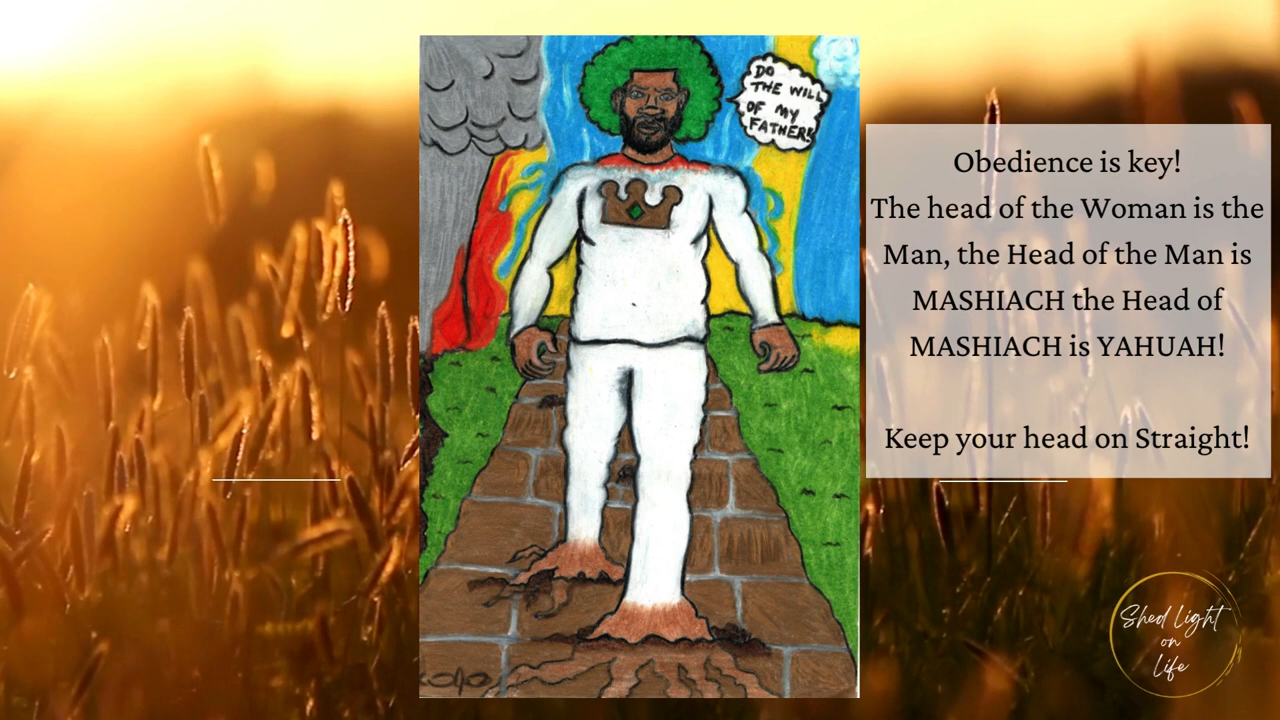 DO
THE WILL
OF MY
FATHER!
Obedience is key!
The head of the Woman is the
Man, the Head of the Man is
MASHIACH the Head of
MASHIACH is YAHUAH!
Keep your head on Straight!
Shed Light
on
Life